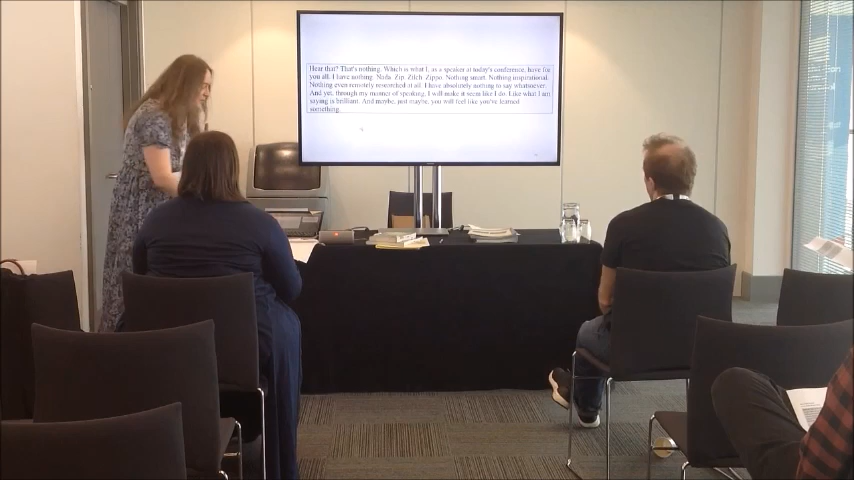 Hear that? That's nothing. Which is what I, as a speaker at today's conference, have for
you all. I have nothing. Nada. Zip. Zilch. Zippo. Nothing smart. Nothing inspirational.
Nothing even remotely researched at all. I have absolutely nothing to say whatsoever.
And yet, through my manner of speaking, I will make it seem like I do. Like what I am
saying is brilliant. And maybe, just maybe, you will feel like you've learned
something.